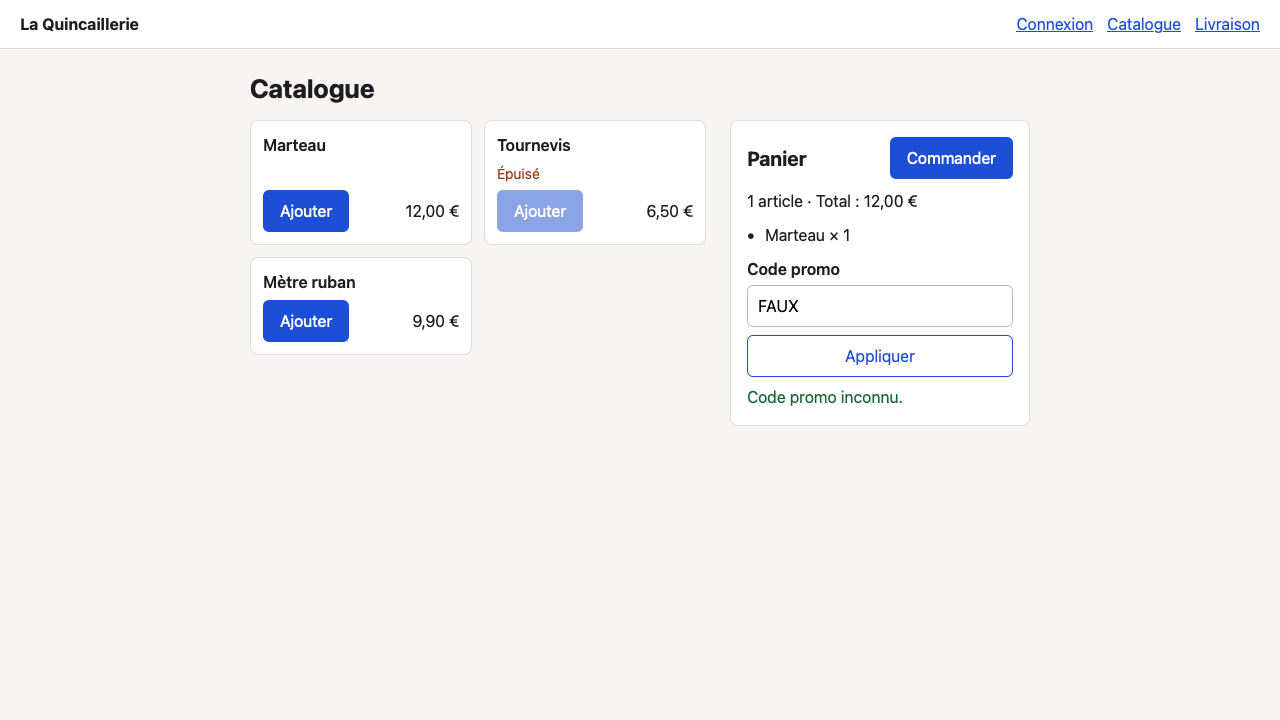 La Quincaillerie
Connexion Catalogue Livraison
Catalogue
Marteau
Ajouter 12,00 €
Tournevis
Épuisé
Ajouter 6,50 €
Mètre ruban
Ajouter 9,90 €
Panier
Commander
1 article · Total : 12,00 €
• Marteau × 1
Code promo
FAUX
Appliquer
Code promo inconnu.